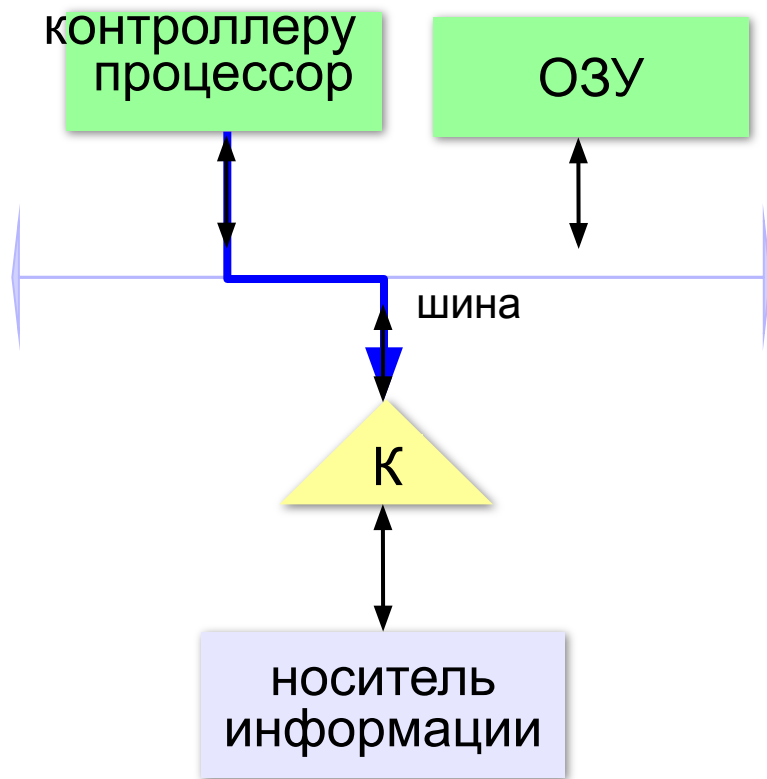 контроллеру
процессор
ОЗУ
шина
К
носитель
информации